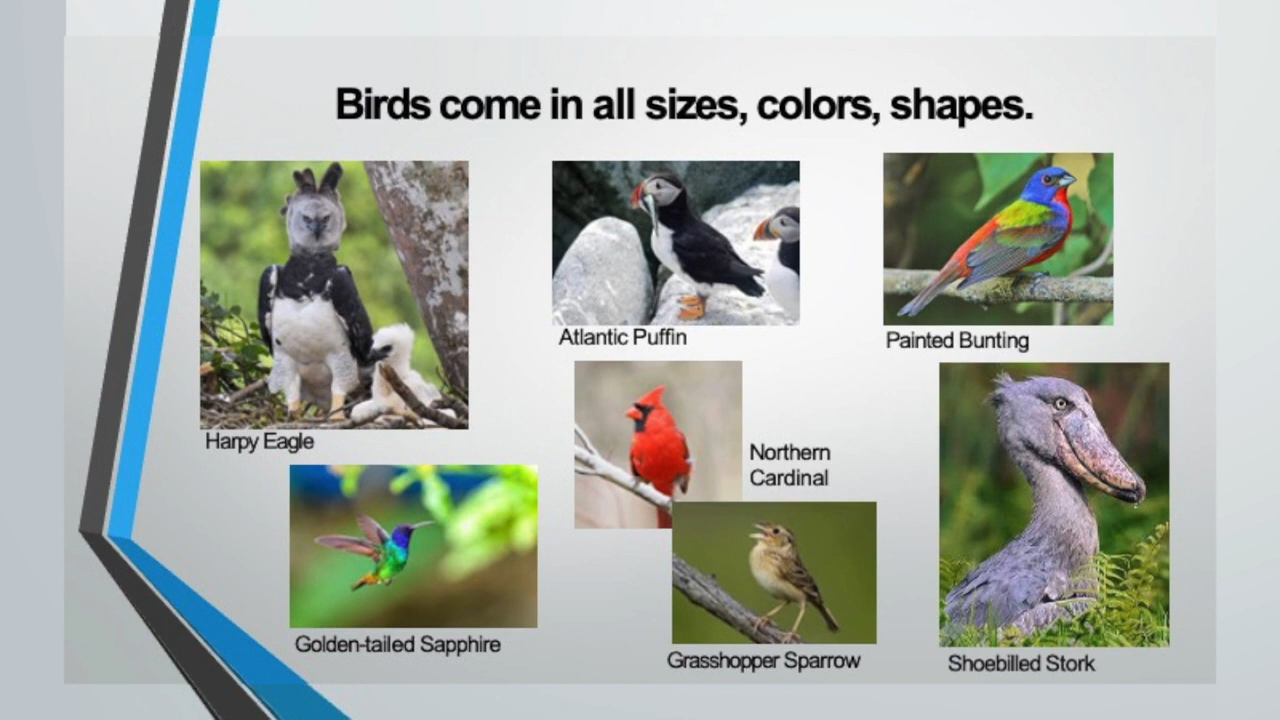 Birds come in all sizes, colors, shapes.
Harpy Eagle
Atlantic Puffin
Painted Bunting
Northern
Cardinal
Golden-tailed Sapphire
Grasshopper Sparrow
Shoebilled Stork